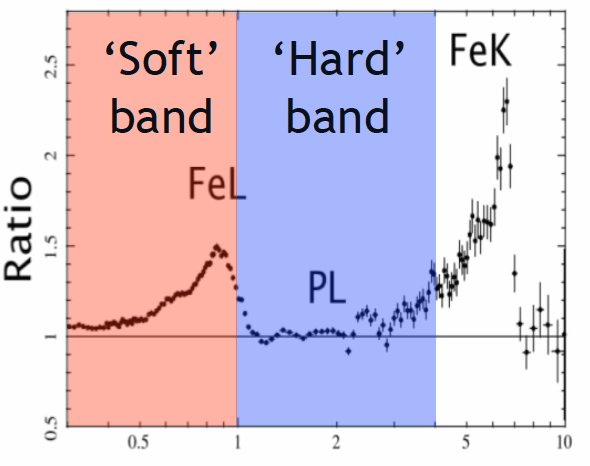 ‘Soft’
band
‘Hard’
band
FeK
FeL
PL
Ratio
2.5
2
1.5
1
0.5
0.5
1
2
5
10